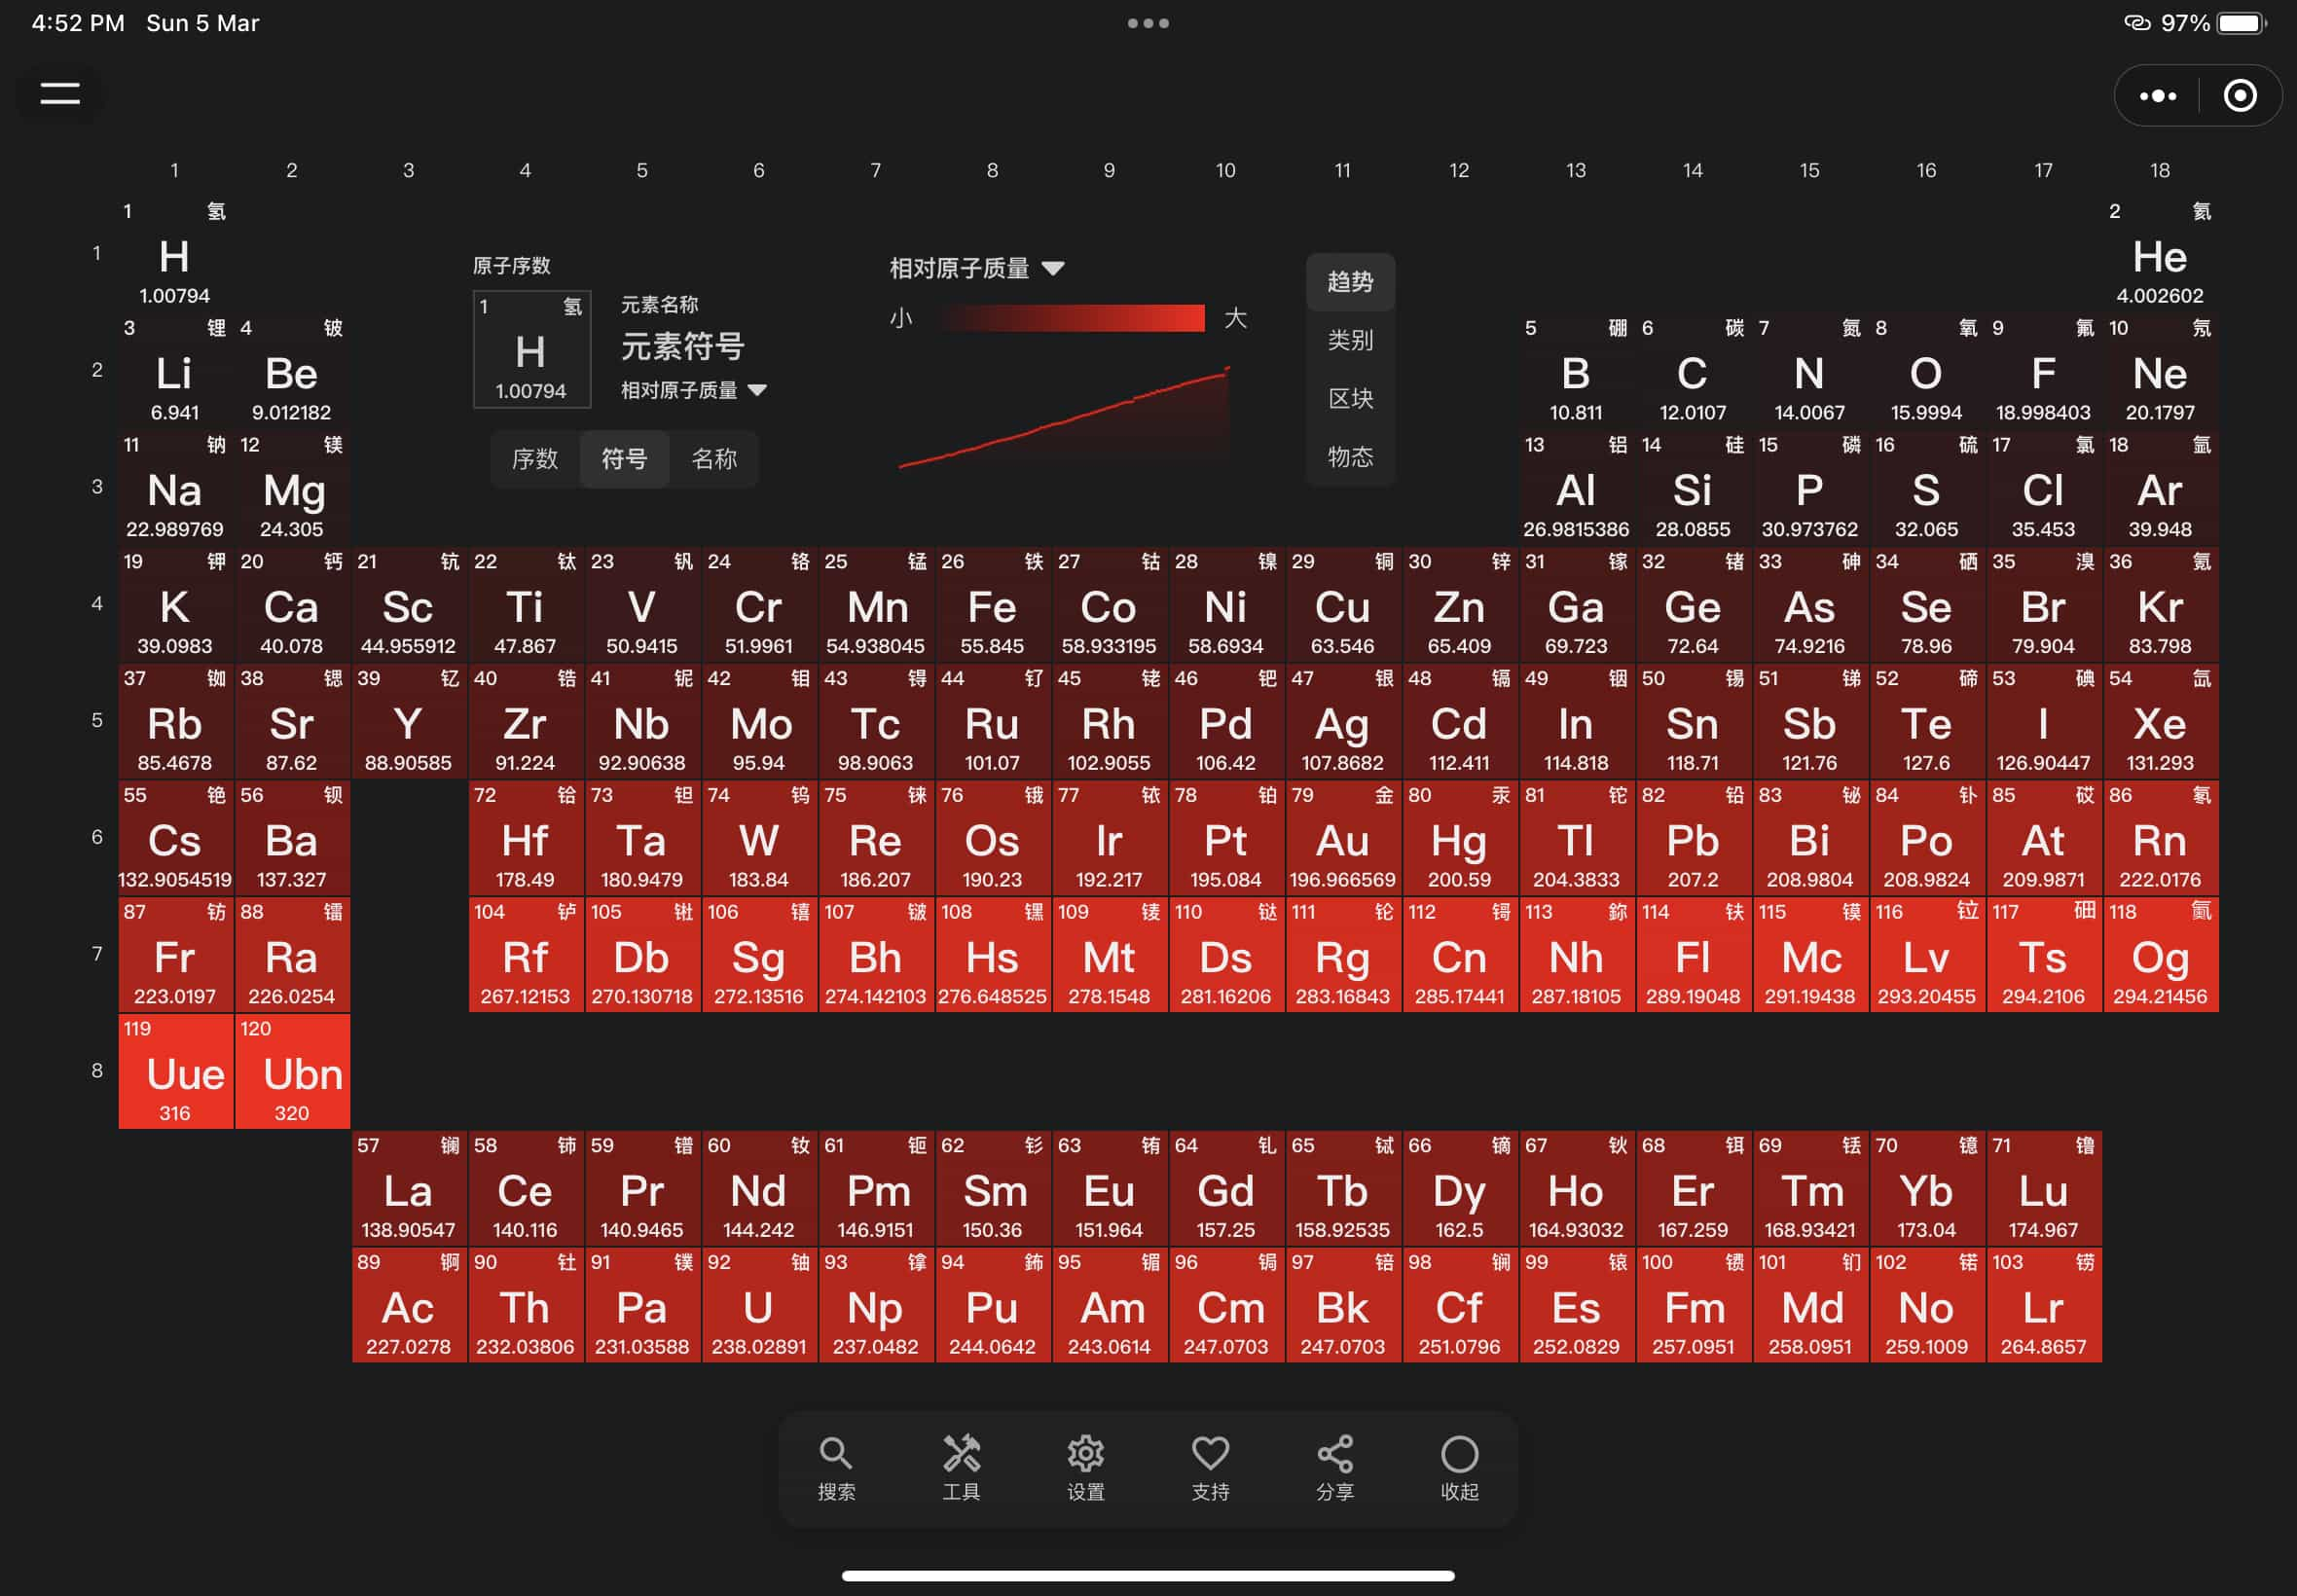 4:52 PM Sun 5 Mar 97%
1 2 3 4 5 6 7 8 9 10 11 12 13 14 15 16 17 18
1 氢 2 氦
1 H He
1.00794 4.002602
原子序数
1 氢
H
1.00794
元素名称
元素符号
相对原子质量
序数 符号 名称
相对原子质量
小 大
趋势
类别
区块
物态
3 锂 4 铍 5 硼 6 碳 7 氮 8 氧 9 氟 10 氖
2 Li Be B C N O F Ne
6.941 9.012182 10.811 12.0107 14.0067 15.9994 18.998403 20.1797
11 钠 12 镁 13 铝 14 硅 15 磷 16 硫 17 氯 18 氩
3 Na Mg Al Si P S Cl Ar
22.989769 24.305 26.9815386 28.0855 30.973762 32.065 35.453 39.948
19 钾 20 钙 21 钪 22 钛 23 钒 24 铬 25 锰 26 铁 27 钴 28 镍 29 铜 30 锌 31 镓 32 锗 33 砷 34 硒 35 溴 36 氪
4 K Ca Sc Ti V Cr Mn Fe Co Ni Cu Zn Ga Ge As Se Br Kr
39.0983 40.078 44.955912 47.867 50.9415 51.9961 54.938045 55.845 58.933195 58.6934 63.546 65.409 69.723 72.64 74.9216 78.96 79.904 83.798
37 铷 38 锶 39 钇 40 锆 41 铌 42 钼 43 锝 44 钌 45 铑 46 钯 47 银 48 镉 49 铟 50 锡 51 锑 52 碲 53 碘 54 氙
5 Rb Sr Y Zr Nb Mo Tc Ru Rh Pd Ag Cd In Sn Sb Te I Xe
85.4678 87.62 88.90585 91.224 92.90638 95.94 98.9063 101.07 102.9055 106.42 107.8682 112.411 114.818 118.71 121.76 127.6 126.90447 131.293
55 铯 56 钡 72 铪 73 钽 74 钨 75 铼 76 锇 77 铱 78 铂 79 金 80 汞 81 铊 82 铅 83 铋 84 钋 85 砹 86 氡
6 Cs Ba Hf Ta W Re Os Ir Pt Au Hg Tl Pb Bi Po At Rn
132.9054519 137.327 178.49 180.9479 183.84 186.207 190.23 192.217 195.084 196.966569 200.59 204.3833 207.2 208.9804 208.9824 209.9871 222.0176
87 钫 88 镭 104 𬬻 105 𬭊 106 𬭳 107 𬭛 108 𬭶 109 鿏 110 𫟼 111 𬬭 112 鿔 113 鉨 114 𫓧 115 镆 116 𫟷 117 鿬 118 鿫
7 Fr Ra Rf Db Sg Bh Hs Mt Ds Rg Cn Nh Fl Mc Lv Ts Og
223.0197 226.0254 267.12153 270.130718 272.13516 274.142103 276.648525 278.1548 281.16206 283.16843 285.17441 287.18105 289.19048 291.19438 293.20455 294.2106 294.21456
119 120
8 Uue Ubn
316 320
57 镧 58 铈 59 镨 60 钕 61 钷 62 钐 63 铕 64 钆 65 铽 66 镝 67 钬 68 铒 69 铥 70 镱 71 镥
La Ce Pr Nd Pm Sm Eu Gd Tb Dy Ho Er Tm Yb Lu
138.90547 140.116 140.9465 144.242 146.9151 150.36 151.964 157.25 158.92535 162.5 164.93032 167.259 168.93421 173.04 174.967
89 锕 90 钍 91 镤 92 铀 93 镎 94 钚 95 镅 96 锔 97 锫 98 锎 99 锿 100 镄 101 钔 102 锘 103 铹
Ac Th Pa U Np Pu Am Cm Bk Cf Es Fm Md No Lr
227.0278 232.03806 231.03588 238.02891 237.0482 244.0642 243.0614 247.0703 247.0703 251.0796 252.0829 257.0951 258.0951 259.1009 264.8657
搜索 工具 设置 支持 分享 收起